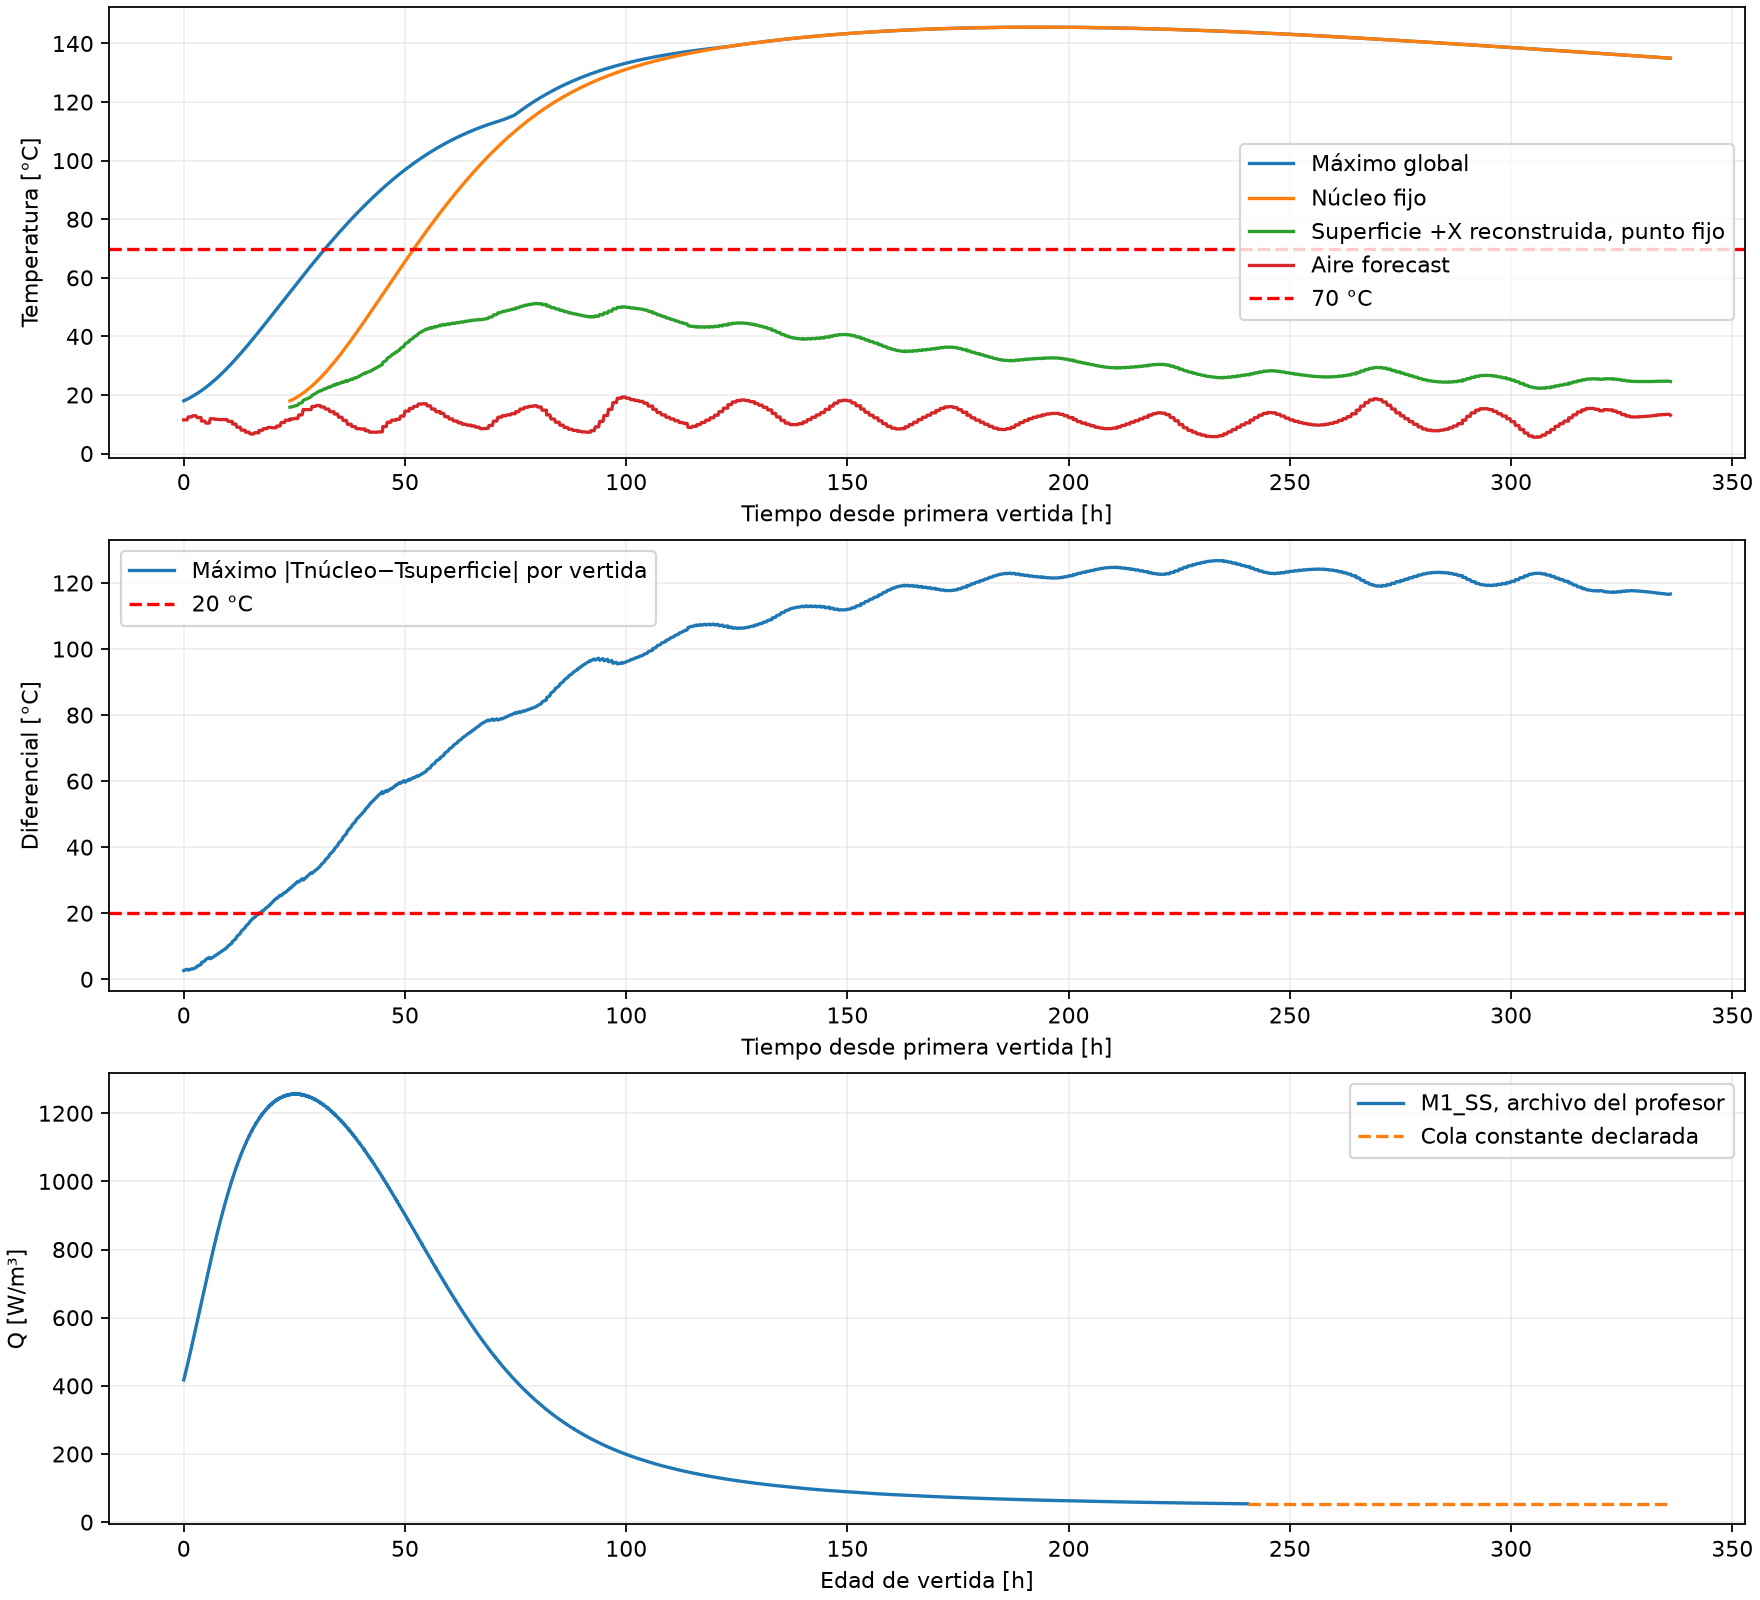 140
120
100
80
60
40
20
0
Temperatura [°C]
Máximo global
Núcleo fijo
Superficie +X reconstruida, punto fijo
Aire forecast
70 °C
0 50 100 150 200 250 300 350
Tiempo desde primera vertida [h]
120
100
80
60
40
20
0
Diferencial [°C]
Máximo |Tnúcleo−Tsuperficie| por vertida
20 °C
0 50 100 150 200 250 300 350
Tiempo desde primera vertida [h]
1200
1000
800
600
400
200
0
Q [W/m³]
M1_SS, archivo del profesor
Cola constante declarada
0 50 100 150 200 250 300 350
Edad de vertida [h]